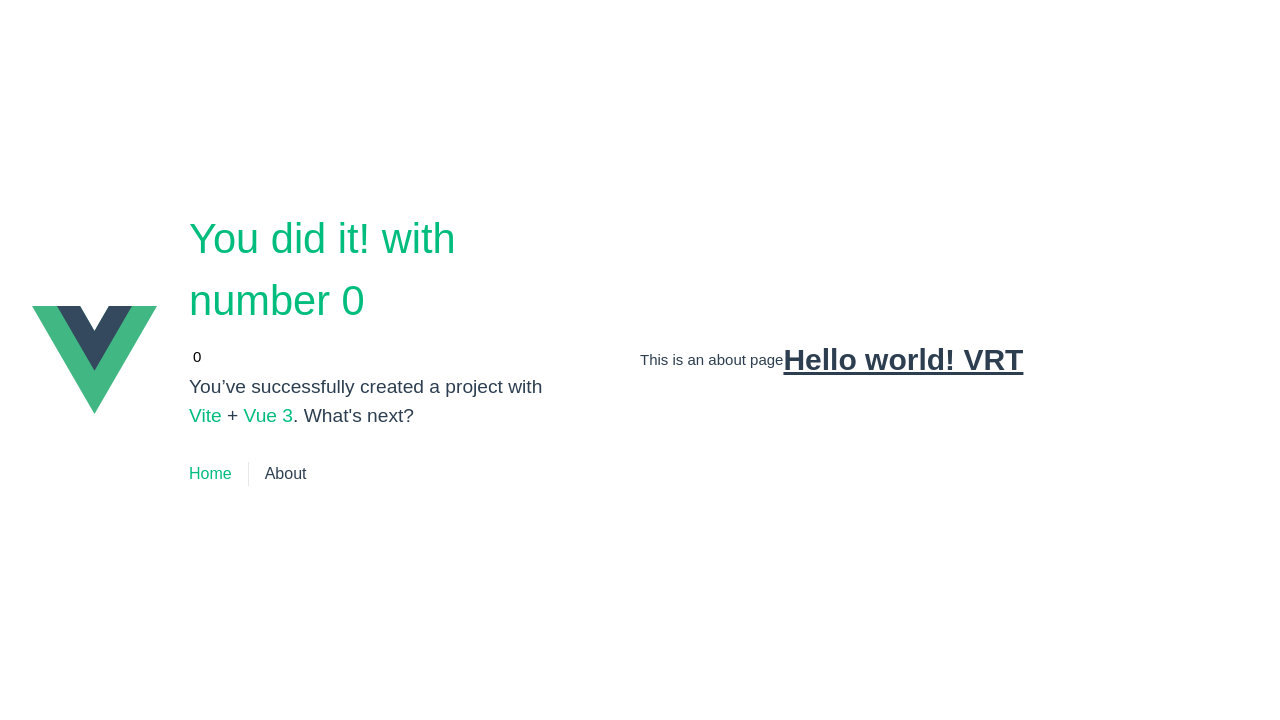 You did it! with
number 0
0
You’ve successfully created a project with
Vite + Vue 3. What's next?
Home
About
This is an about page
Hello world! VRT